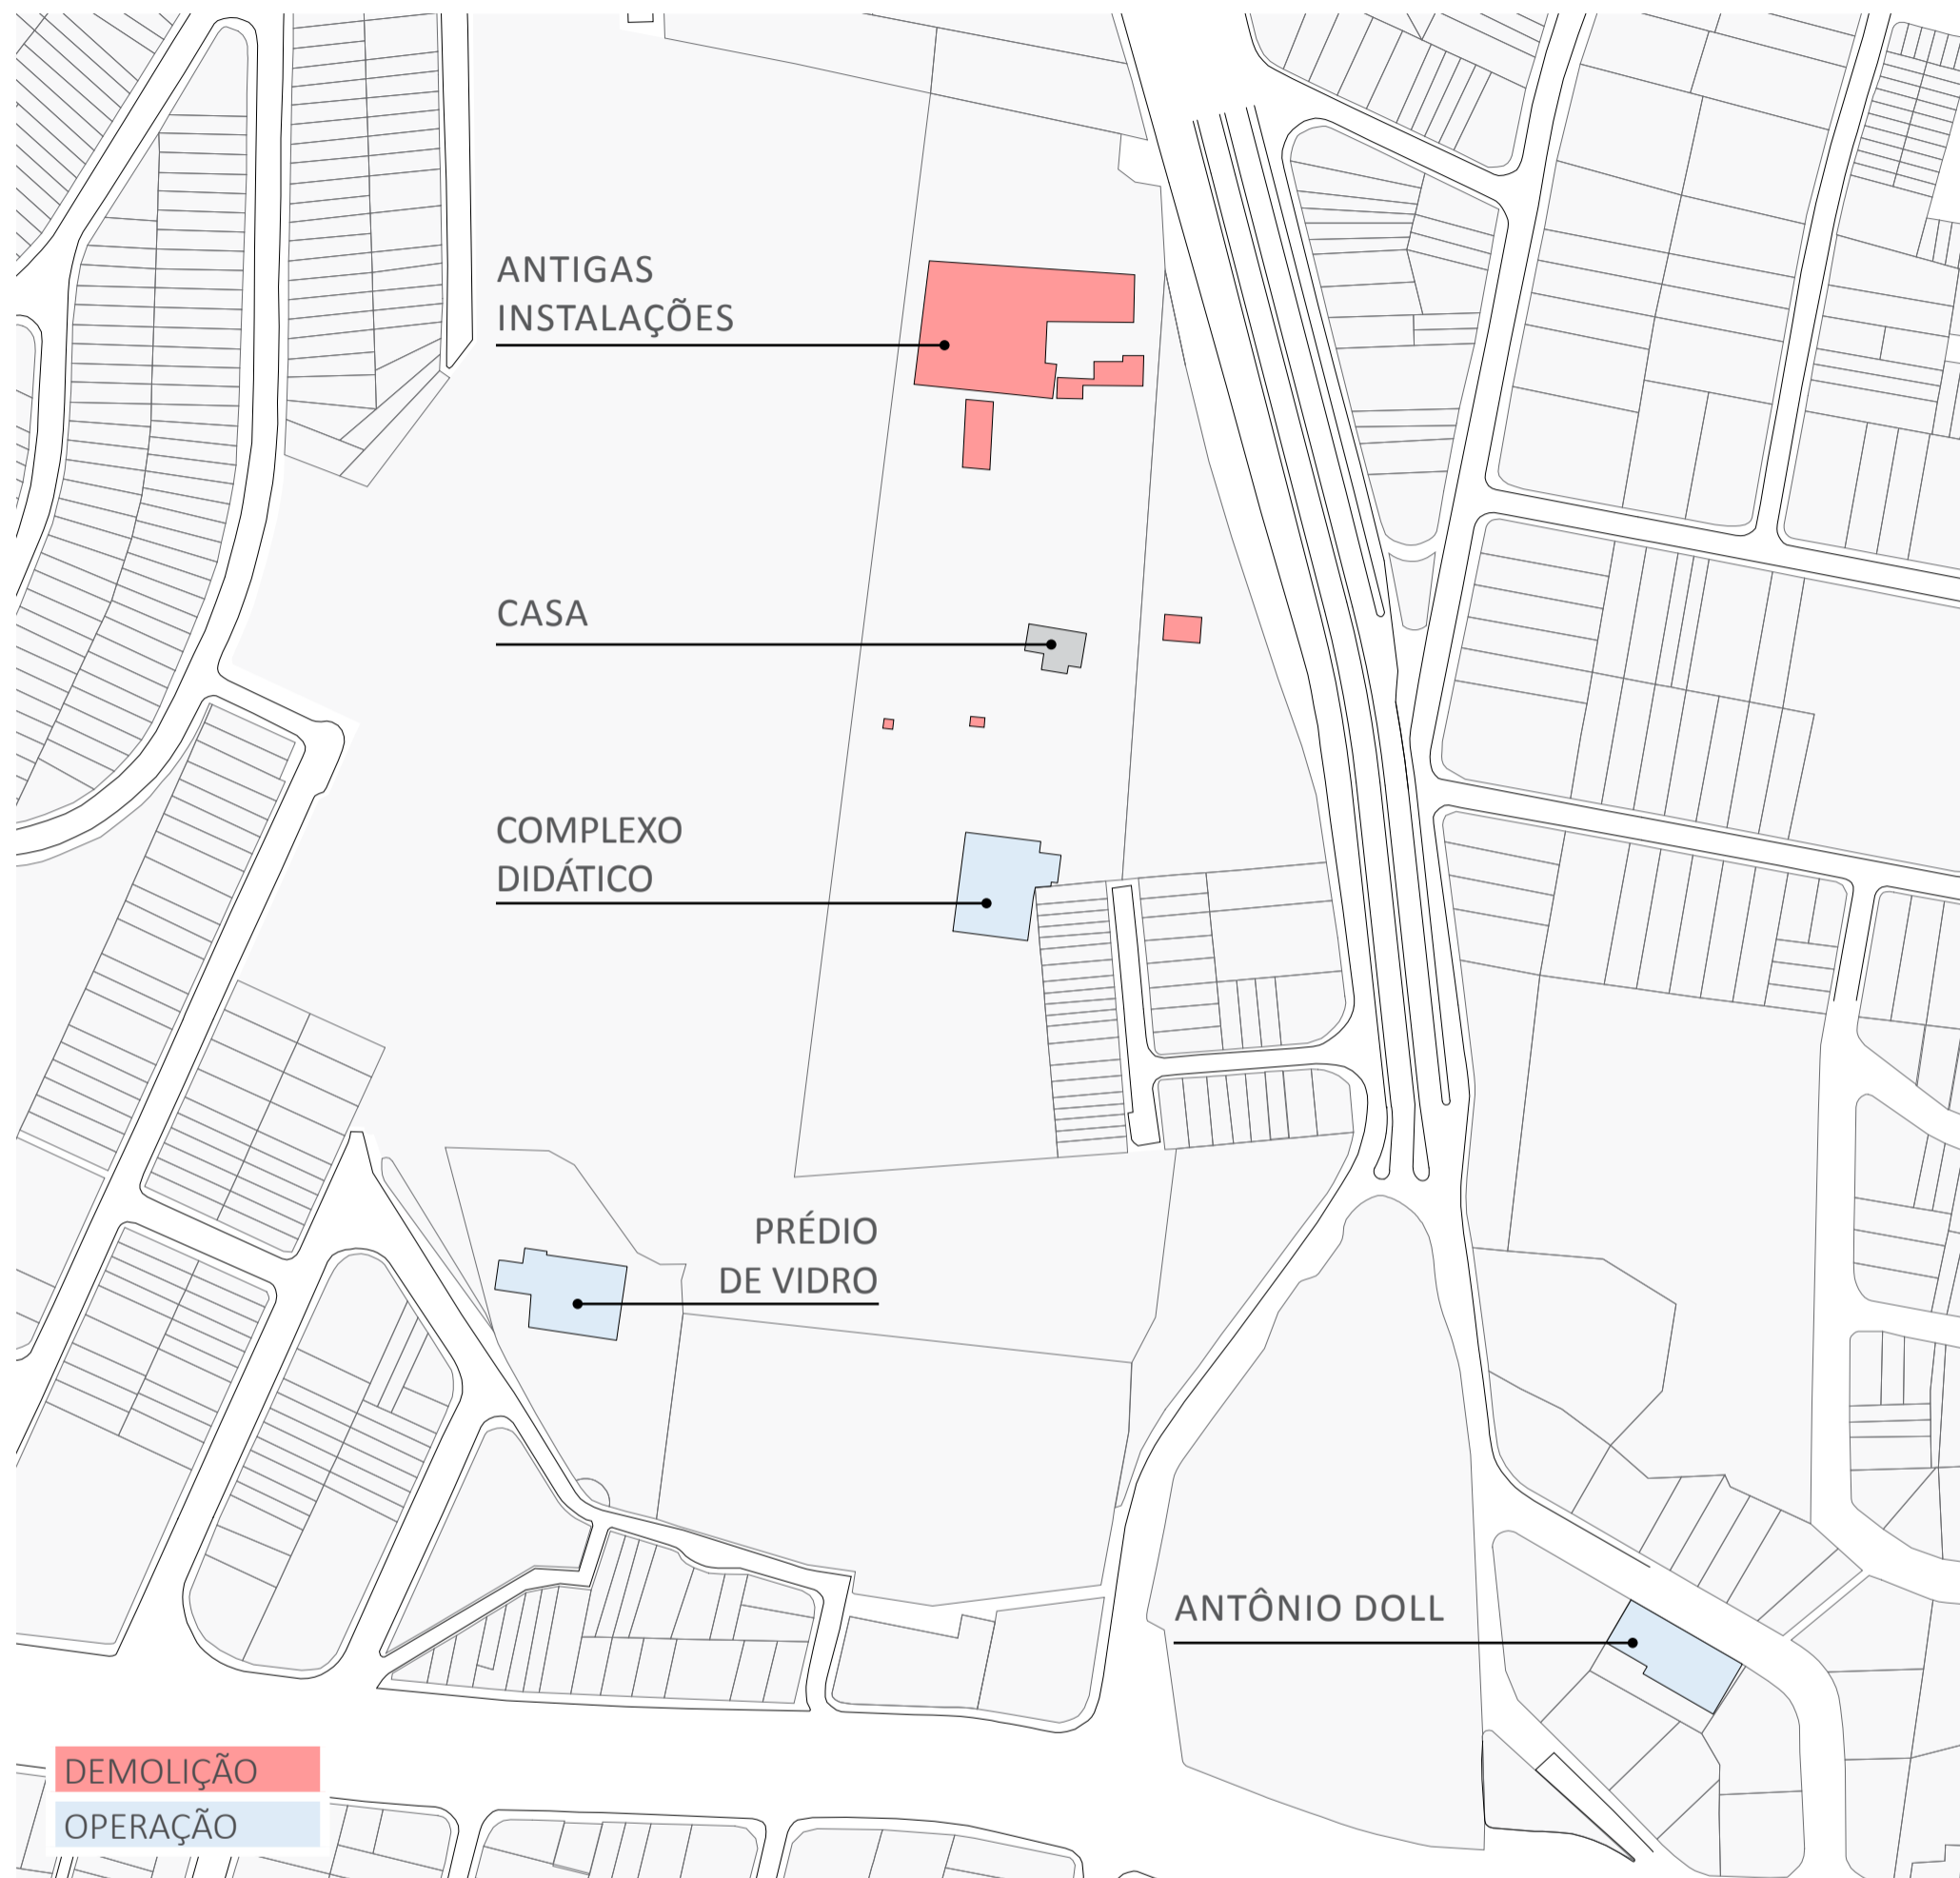 ANTIGAS
INSTALAÇÕES
CASA
COMPLEXO
DIDÁTICO
PRÉDIO
DE VIDRO
ANTÔNIO DOLL
DEMOLIÇÃO
OPERAÇÃO